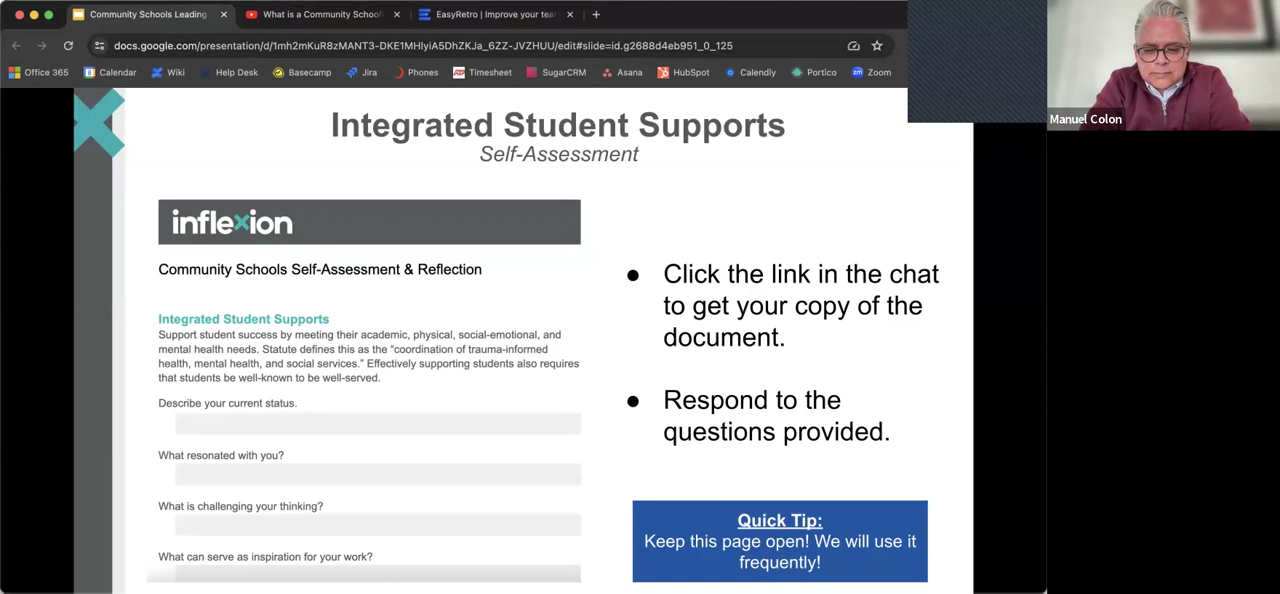 Community Schools Leading
What is a Community School
EasyRetro | Improve your tea
docs.google.com/presentation/d/1mh2mKuR8zMANT3-DKE1MHlyiA5DhZKJa_6ZZ-JVZHUU/edit#slide=id.g2688d4eb951_0_125
Office 365 Calendar Wiki Help Desk Basecamp Jira Phones Timesheet SugarCRM Asana HubSpot Calendly Portico Zoom
Manuel Colon
Integrated Student Supports
Self-Assessment
inflexion
Community Schools Self-Assessment & Reflection
Integrated Student Supports
Support student success by meeting their academic, physical, social-emotional, and
mental health needs. Statute defines this as the “coordination of trauma-informed
health, mental health, and social services.” Effectively supporting students also requires
that students be well-known to be well-served.
Describe your current status.
What resonated with you?
What is challenging your thinking?
What can serve as inspiration for your work?
● Click the link in the chat
to get your copy of the
document.
● Respond to the
questions provided.
Quick Tip:
Keep this page open! We will use it
frequently!